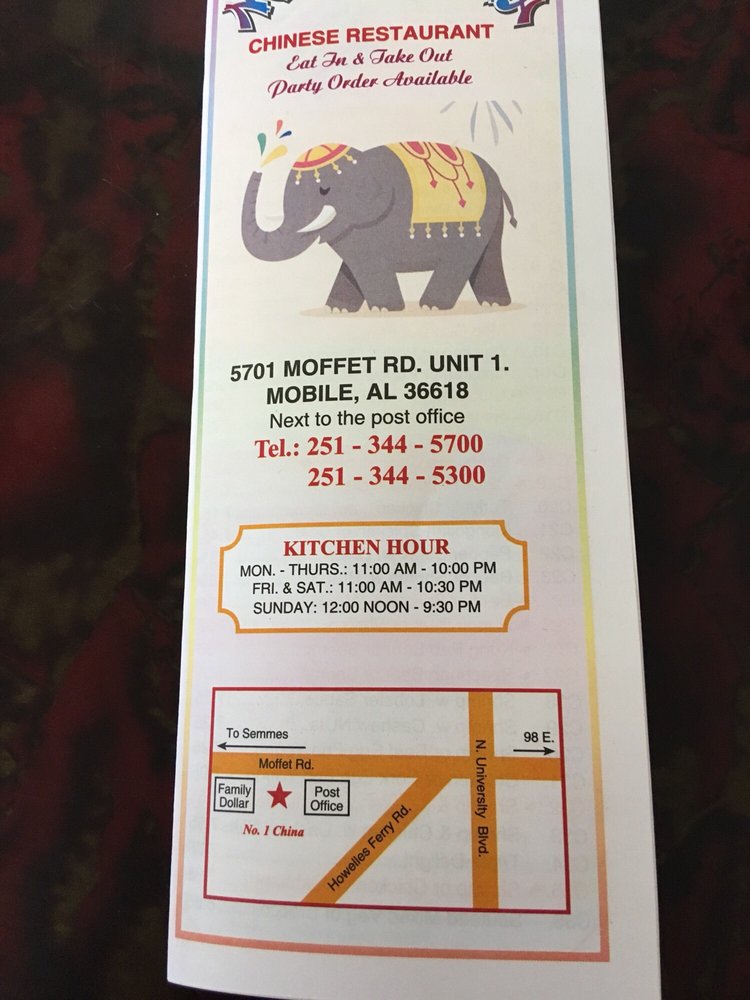 CHINESE RESTAURANT
Eat In & Take Out
Party Order Available
5701 MOFFET RD. UNIT 1.
MOBILE, AL 36618
Next to the post office
Tel.: 251 - 344 - 5700
251 - 344 - 5300
KITCHEN HOUR
MON. - THURS.: 11:00 AM - 10:00 PM
FRI. & SAT.: 11:00 AM - 10:30 PM
SUNDAY: 12:00 NOON - 9:30 PM
To Semmes
98 E.
Moffet Rd.
Family
Dollar
Post
Office
No. 1 China
Howelles Ferry Rd.
N. University Blvd.